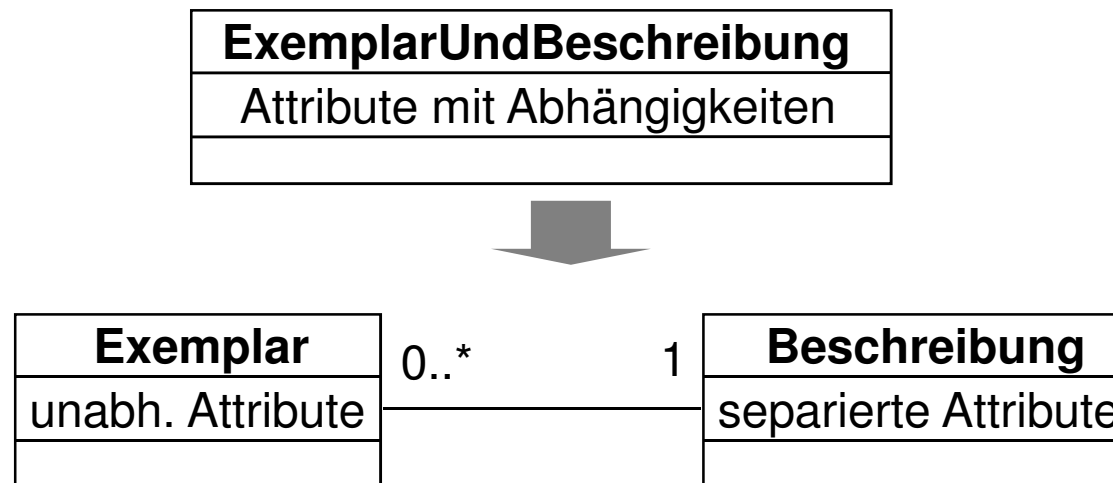 ExemplarUndBeschreibung
Attribute mit Abhängigkeiten
Exemplar
0..*
1
Beschreibung
unabh. Attribute
separierte Attribute